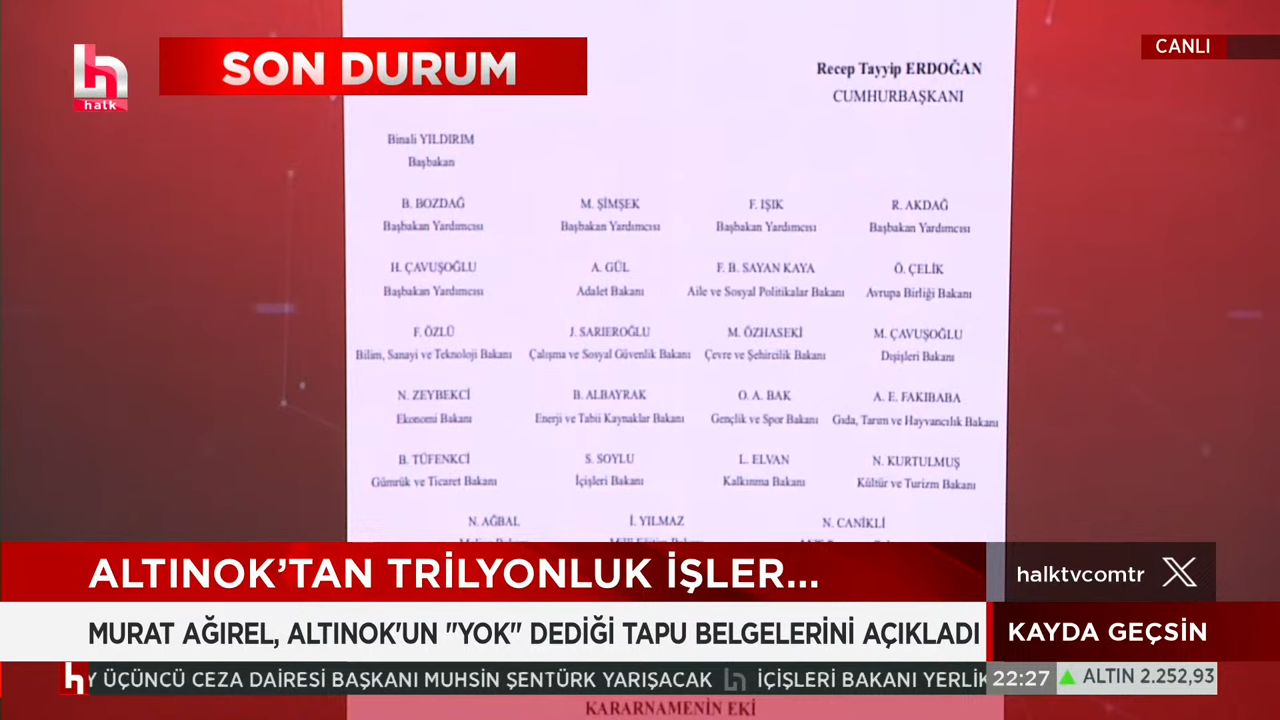 SON DURUM
halk
CANLI
Recep Tayyip ERDOĞAN
CUMHURBAŞKANI
Binali YILDIRIM
Başbakan
B. BOZDAĞ M. ŞİMŞEK F. IŞIK R. AKDAĞ
Başbakan Yardımcısı Başbakan Yardımcısı Başbakan Yardımcısı Başbakan Yardımcısı
H. ÇAVUŞOĞLU A. GÜL F. B. SAYAN KAYA Ö. ÇELİK
Başbakan Yardımcısı Adalet Bakanı Aile ve Sosyal Politikalar Bakanı Avrupa Birliği Bakanı
F. ÖZLÜ J. SARIEROĞLU M. ÖZHASEKİ M. ÇAVUŞOĞLU
Bilim, Sanayi ve Teknoloji Bakanı Çalışma ve Sosyal Güvenlik Bakanı Çevre ve Şehircilik Bakanı Dışişleri Bakanı
N. ZEYBEKCİ B. ALBAYRAK O. A. BAK A. E. FAKIBABA
Ekonomi Bakanı Enerji ve Tabii Kaynaklar Bakanı Gençlik ve Spor Bakanı Gıda, Tarım ve Hayvancılık Bakanı
B. TÜFENKCİ S. SOYLU L. ELVAN N. KURTULMUŞ
Gümrük ve Ticaret Bakanı İçişleri Bakanı Kalkınma Bakanı Kültür ve Turizm Bakanı
N. AĞBAL İ. YILMAZ N. CANİKLİ
ALTINOK'TAN TRİLYONLUK İŞLER...
halktvcomtr X
MURAT AĞIREL, ALTINOK'UN "YOK" DEDİĞİ TAPU BELGELERİNİ AÇIKLADI
KAYDA GEÇSİN
Y ÜÇÜNCÜ CEZA DAİRESİ BAŞKANI MUHSİN ŞENTÜRK YARIŞACAK İÇİŞLERİ BAKANI YERLİK
22:27 ALTIN 2.252,93
KARARNAMENİN EKİ